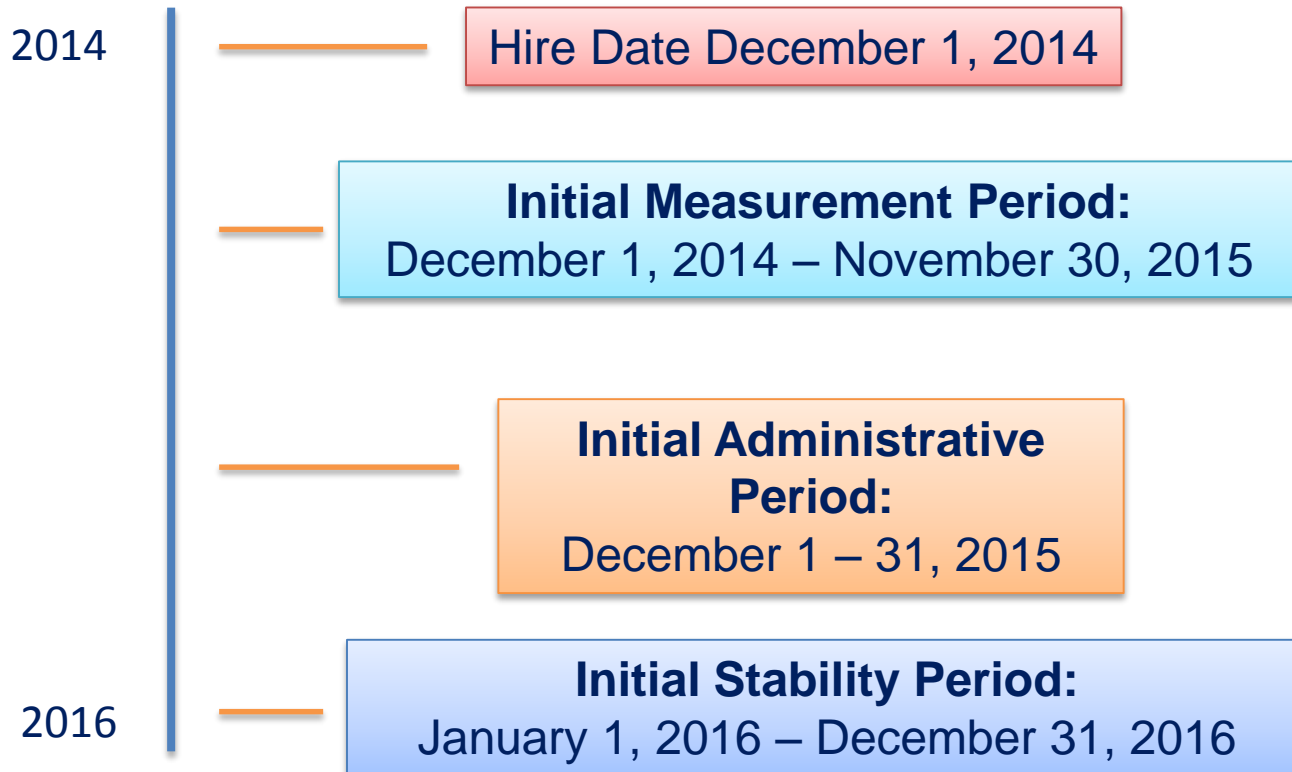 2014
Hire Date December 1, 2014
Initial Measurement Period:
December 1, 2014 – November 30, 2015
Initial Administrative
Period:
December 1 – 31, 2015
Initial Stability Period:
2016
January 1, 2016 – December 31, 2016